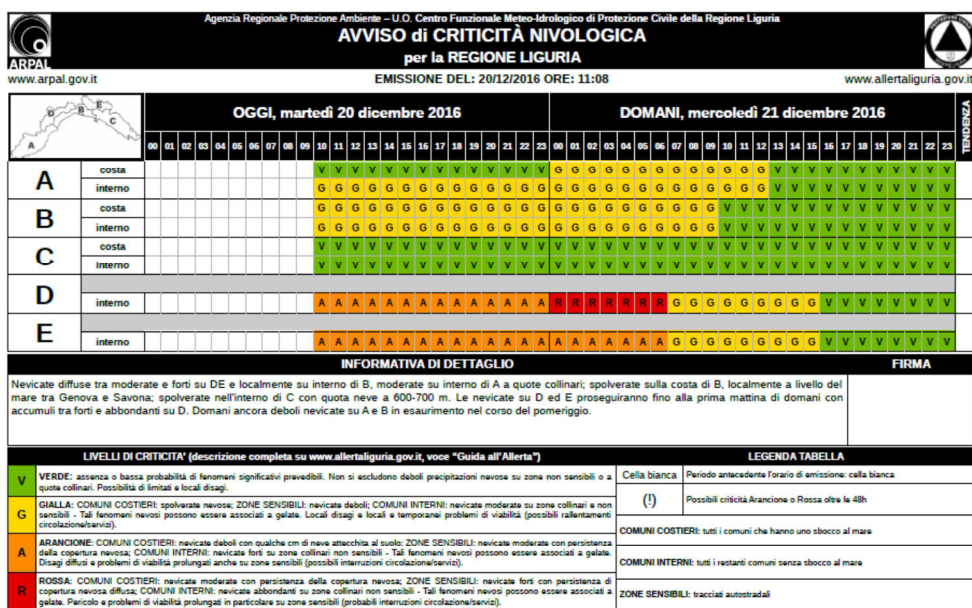 Agenzia Regionale Protezione Ambiente – U.O. Centro Funzionale Meteo-Idrologico di Protezione Civile della Regione Liguria
AVVISO di CRITICITÀ NIVOLOGICA
per la REGIONE LIGURIA
ARPAL
www.arpal.gov.it EMISSIONE DEL: 20/12/2016 ORE: 11:08 www.allertaliguria.gov.it
A D B E C
OGGI, martedì 20 dicembre 2016 DOMANI, mercoledì 21 dicembre 2016 TENDENZA
00 01 02 03 04 05 06 07 08 09 10 11 12 13 14 15 16 17 18 19 20 21 22 23 00 01 02 03 04 05 06 07 08 09 10 11 12 13 14 15 16 17 18 19 20 21 22 23
A
costa V V V V V V V V V V V V V V G G G G G G G G G G G G G V V V V V V V V V V V
interno G G G G G G G G G G G G G G G G G G G G G G G G G G G V V V V V V V V V V V
B
costa G G G G G G G G G G G G G G G G G G G G G G G G V V V V V V V V V V V V V V
interno G G G G G G G G G G G G G G G G G G G G G G G G V V V V V V V V V V V V V V
C
costa V V V V V V V V V V V V V V V V V V V V V V V V V V V V V V V V V V V V V V
interno V V V V V V V V V V V V V V V V V V V V V V V V V V V V V V V V V V V V V V
D
interno A A A A A A A A A A A A A A R R R R R R R G G G G G G G G G V V V V V V V V
E
interno A A A A A A A A A A A A A A A A A A A A A G G G G G G G G G V V V V V V V V
INFORMATIVA DI DETTAGLIO FIRMA
Nevicate diffuse tra moderate e forti su DE e localmente su interno di B, moderate su interno di A a quote collinari; spolverate sulla costa di B, localmente a livello del
mare tra Genova e Savona; spolverate nell'interno di C con quota neve a 600-700 m. Le nevicate su D ed E proseguiranno fino alla prima mattina di domani con
accumuli tra forti e abbondanti su D. Domani ancora deboli nevicate su A e B in esaurimento nel corso del pomeriggio.
LIVELLI DI CRITICITA' (descrizione completa su www.allertaliguria.gov.it, voce "Guida all'Allerta")
V
VERDE: assenza o bassa probabilità di fenomeni significativi prevedibili. Non si escludono deboli precipitazioni nevose su zone non sensibili o a
quote collinari. Possibilità di limitati e locali disagi.
G
GIALLA: COMUNI COSTIERI: spolverate nevose; ZONE SENSIBILI: nevicate deboli; COMUNI INTERNI: nevicate moderate su zone collinari e non
sensibili - Tali fenomeni nevosi possono essere associati a gelate. Locali disagi e locali e temporanei problemi di viabilità (possibili rallentamenti
circolazione/servizi).
A
ARANCIONE: COMUNI COSTIERI: nevicate deboli con qualche cm di neve attecchita al suolo: ZONE SENSIBILI: nevicate moderate con persistenza
della copertura nevosa; COMUNI INTERNI: nevicate forti su zone collinari non sensibili - Tali fenomeni nevosi possono essere associati a gelate.
Disagi diffusi e problemi di viabilità prolungati anche su zone sensibili (possibili interruzioni circolazione/servizi).
R
ROSSA: COMUNI COSTIERI: nevicate moderate con persistenza della copertura nevosa; ZONE SENSIBILI: nevicate forti con persistenza di
copertura nevosa diffusa; COMUNI INTERNI: nevicate abbondanti su zone collinari non sensibili - Tali fenomeni nevosi possono essere associati a
gelate. Pericolo e problemi di viabilità prolungati in particolare su zone sensibili (probabili interruzioni circolazione/servizi).
LEGENDA TABELLA
Cella bianca Periodo antecedente l'orario di emissione: cella bianca
(!) Possibili criticità Arancione o Rossa oltre le 48h
COMUNI COSTIERI: tutti i comuni che hanno uno sbocco al mare
COMUNI INTERNI: tutti i restanti comuni senza sbocco al mare
ZONE SENSIBILI: tracciati autostradali